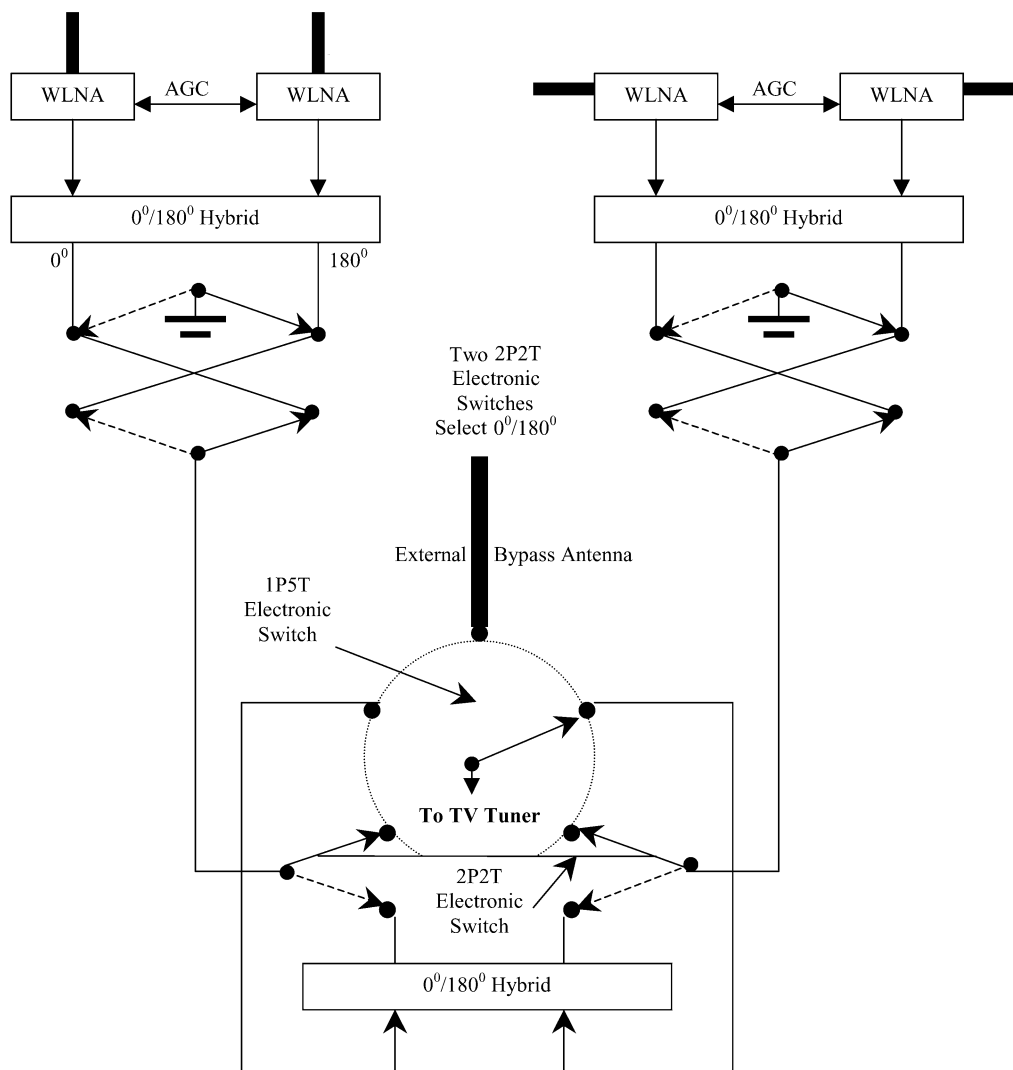 WLNA AGC WLNA
WLNA AGC WLNA
0⁰/180⁰ Hybrid
0⁰/180⁰ Hybrid
0⁰ 180⁰
Two 2P2T
Electronic
Switches
Select 0⁰/180⁰
External Bypass Antenna
1P5T
Electronic
Switch
To TV Tuner
2P2T
Electronic
Switch
0⁰/180⁰ Hybrid